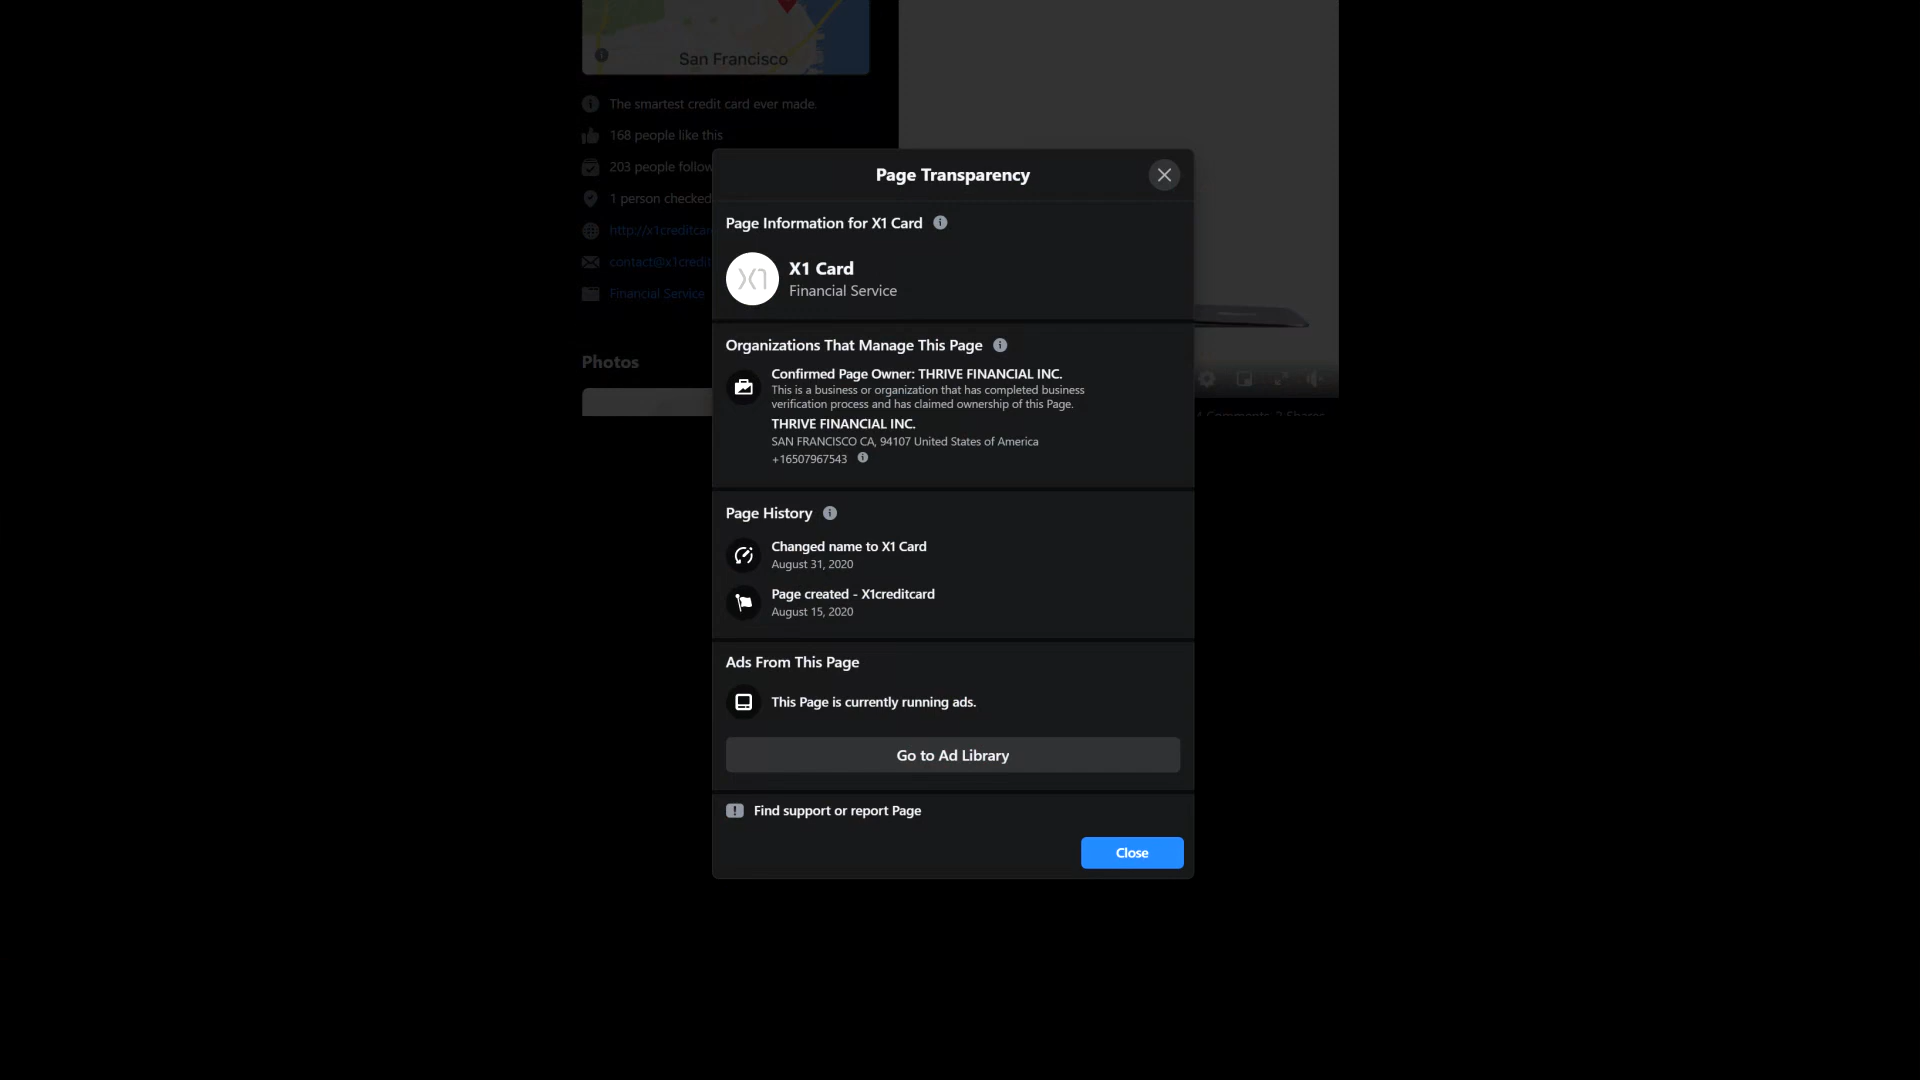 San Francisco
The smartest credit card ever made.
168 people like this
203 people follow
1 person checked
http://x1creditcar
contact@x1credit
Financial Service
Photos
Page Transparency
Page Information for X1 Card
X1
X1 Card
Financial Service
Organizations That Manage This Page
Confirmed Page Owner: THRIVE FINANCIAL INC.
This is a business or organization that has completed business
verification process and has claimed ownership of this Page.
THRIVE FINANCIAL INC.
SAN FRANCISCO CA, 94107 United States of America
+16507967543
Page History
Changed name to X1 Card
August 31, 2020
Page created - X1creditcard
August 15, 2020
Ads From This Page
This Page is currently running ads.
Go to Ad Library
Find support or report Page
Close